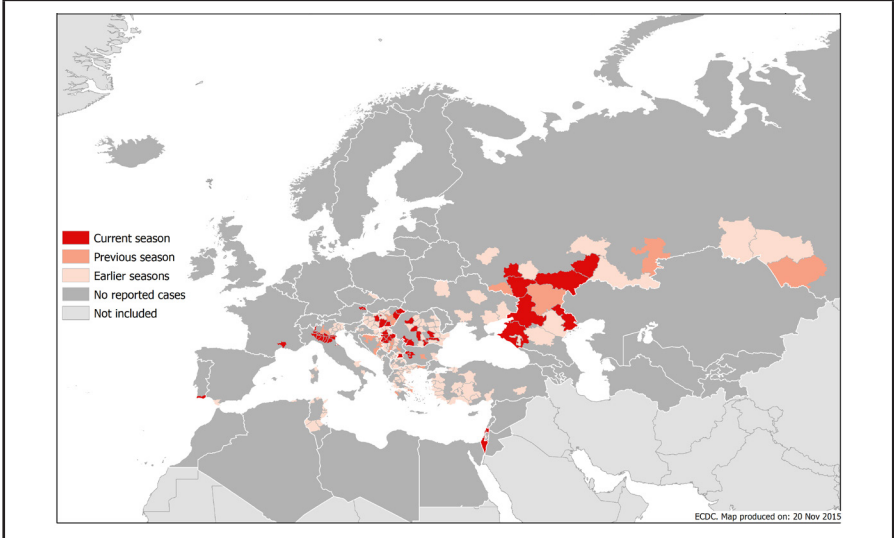 Current season
Previous season
Earlier seasons
No reported cases
Not included
ECDC. Map produced on: 20 Nov 2015